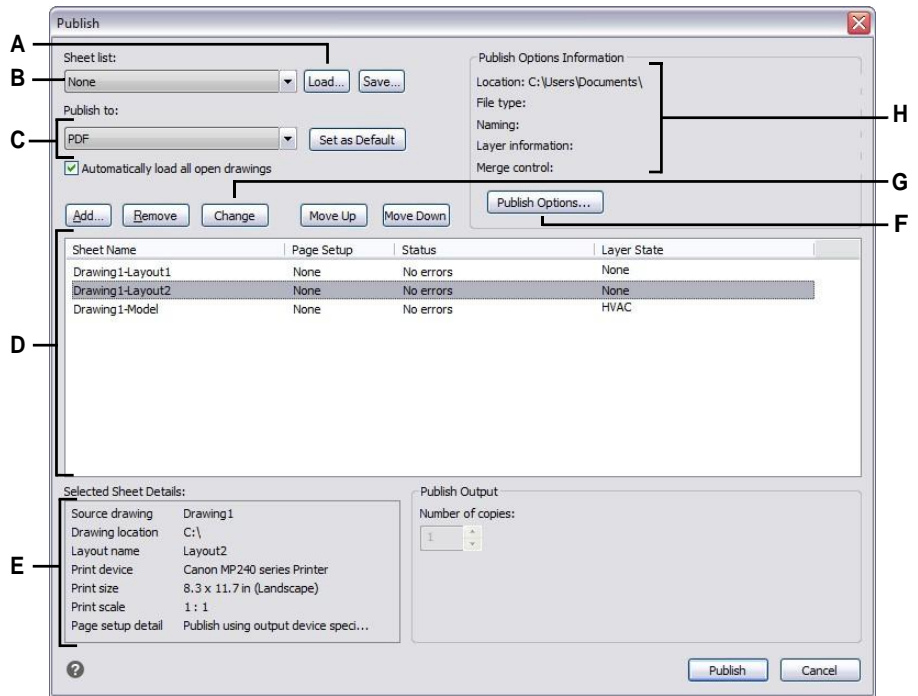 Publish
A
Sheet list:
Publish Options Information
B
None
Load...
Save...
Location: C:\Users\Documents\
File type:
H
Publish to:
Naming:
C
PDF
Set as Default
Layer information:
Automatically load all open drawings
Merge control:
G
Publish Options...
Add...
Remove
Change
Move Up
Move Down
F
Sheet Name Page Setup Status Layer State
Drawing1-Layout1 None No errors None
Drawing1-Layout2 None No errors None
Drawing1-Model None No errors HVAC
D
Selected Sheet Details:
Source drawing Drawing1
Drawing location C:\
Layout name Layout2
E
Print device Canon MP240 series Printer
Print size 8.3 x 11.7 in (Landscape)
Print scale 1 : 1
Page setup detail Publish using output device speci...
Publish Output
Number of copies:
1
?
Publish
Cancel